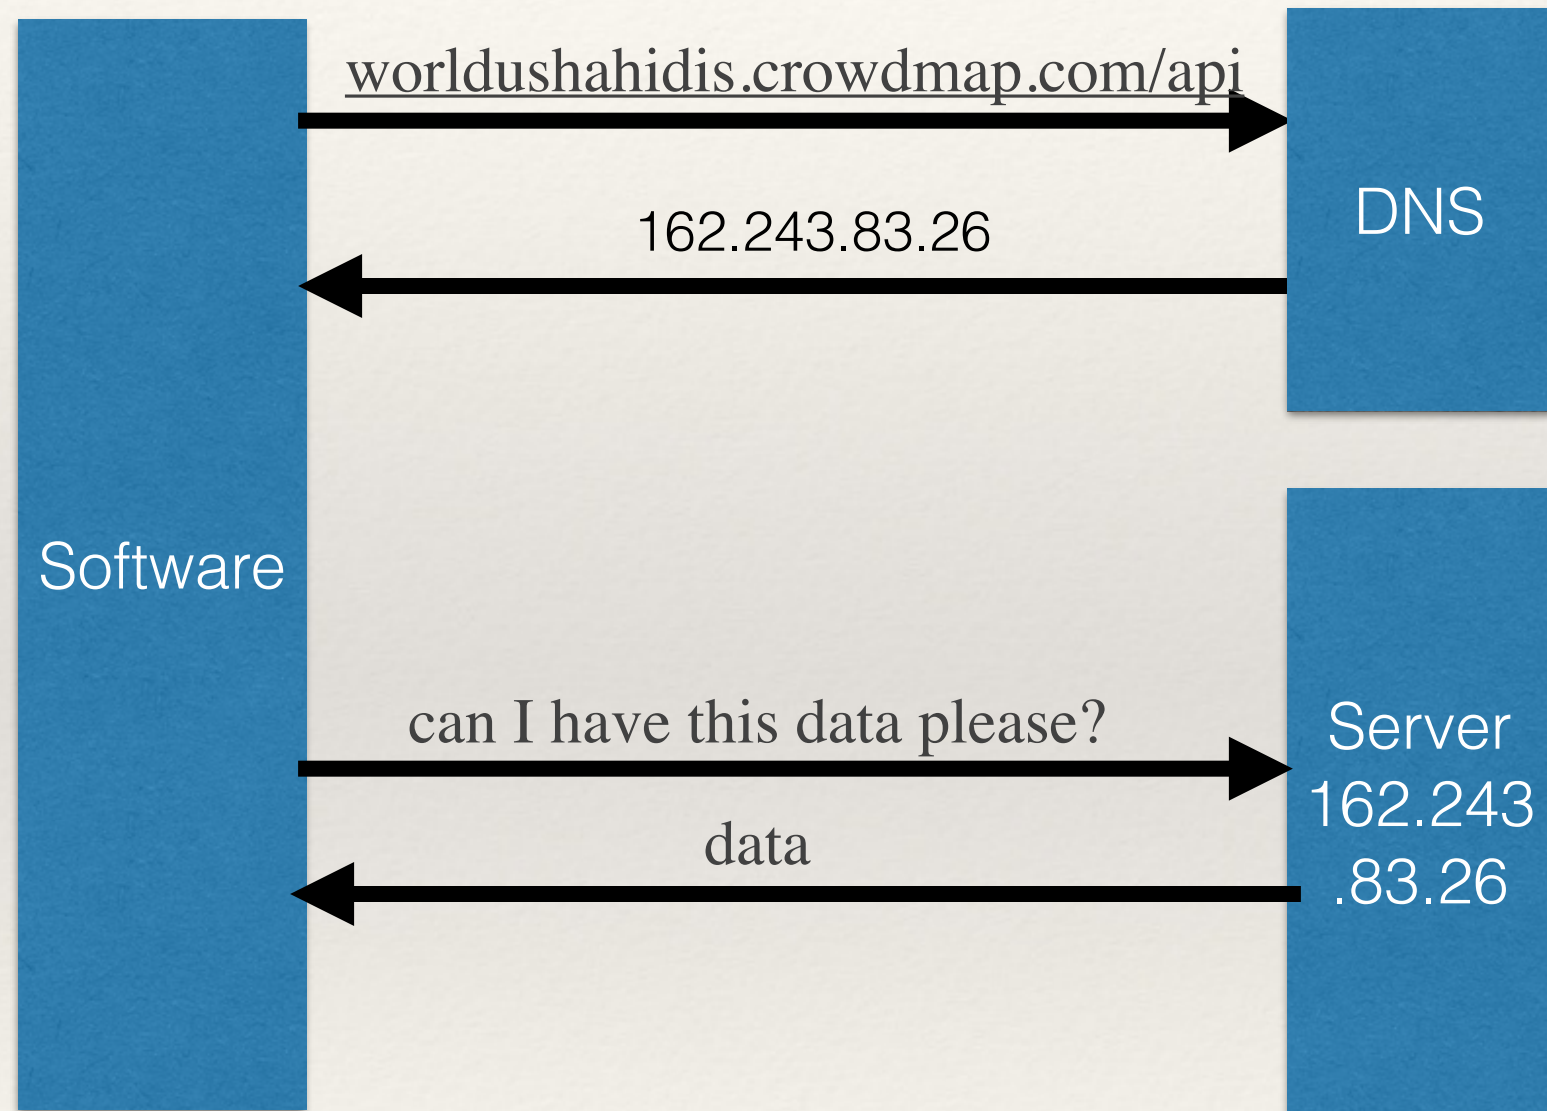 worldushahidis.crowdmap.com/api
DNS
162.243.83.26
Software
can I have this data please?
Server
162.243
.83.26
data